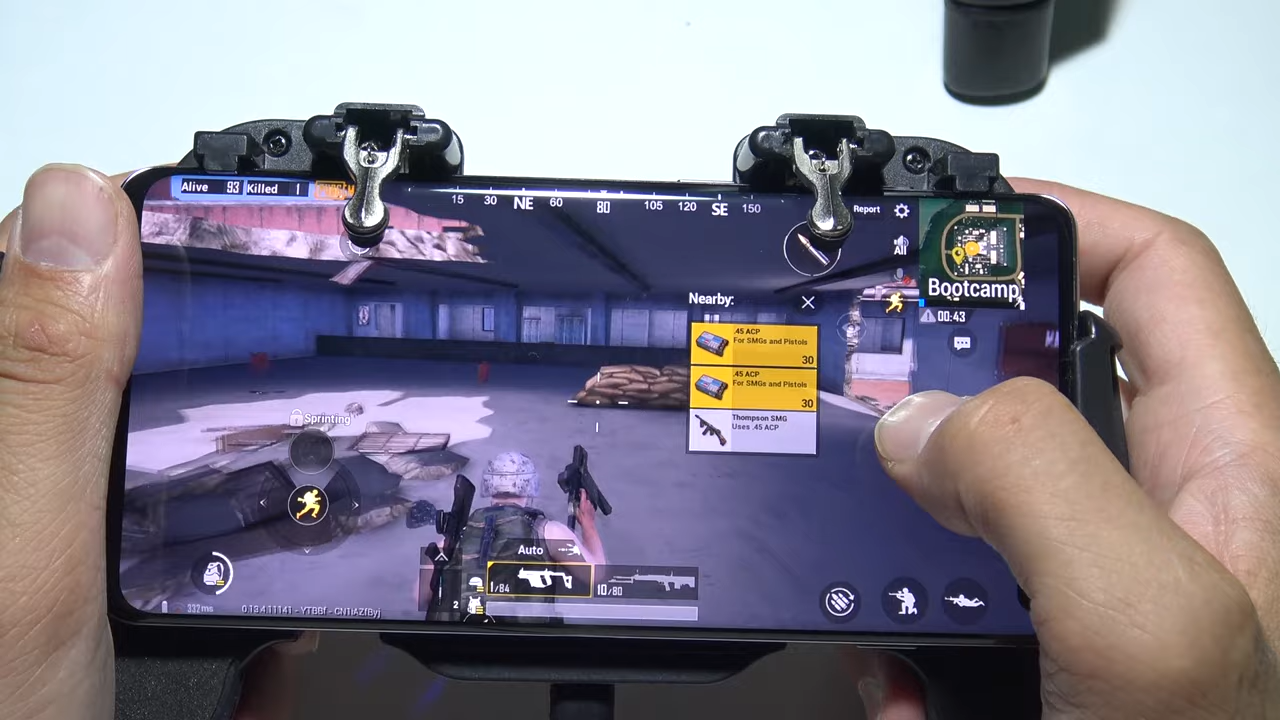 Alive 93 Killed 1
15 30 NE 60 80 105 120 SE 150
Report
All
Bootcamp
00:43
Nearby:
.45 ACP
For SMGs and Pistols
30
.45 ACP
For SMGs and Pistols
30
Thompson SMG
Uses .45 ACP
Sprinting
Auto
1/84
10/80
2
332 ms